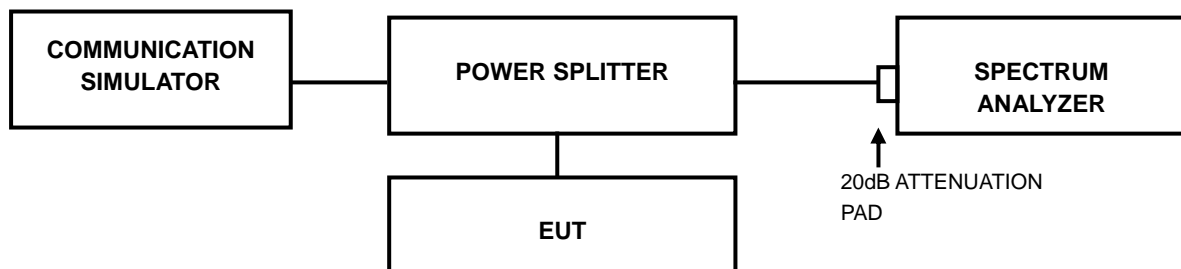 COMMUNICATION
SIMULATOR
POWER SPLITTER
SPECTRUM
ANALYZER
20dB ATTENUATION
PAD
EUT